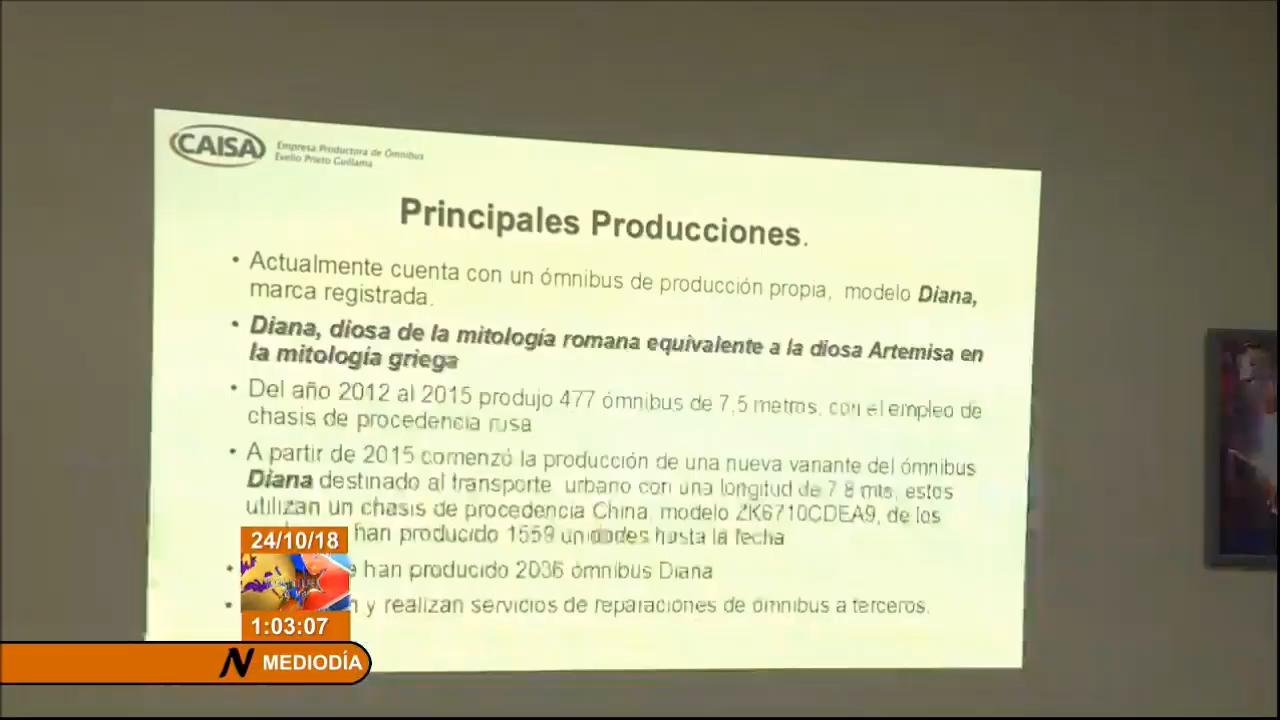 CAISA
Empresa Productora de Ómnibus
Evelio Prieto Guillama
Principales Producciones.
• Actualmente cuenta con un ómnibus de producción propia, modelo Diana,
marca registrada.
• Diana, diosa de la mitología romana equivalente a la diosa Artemisa en
la mitología griega
• Del año 2012 al 2015 produjo 477 ómnibus de 7,5 metros, con el empleo de
chasis de procedencia rusa
• A partir de 2015 comenzó la producción de una nueva variante del ómnibus
Diana destinado al transporte urbano con una longitud de 7,8 mts, estos
utilizan un chasis de procedencia China, modelo ZK6710CDEA9, de los
han producido 1559 unidades hasta la fecha
• han producido 2036 ómnibus Diana
• y realizan servicios de reparaciones de ómnibus a terceros.
24/10/18
1:03:07
N MEDIODÍA